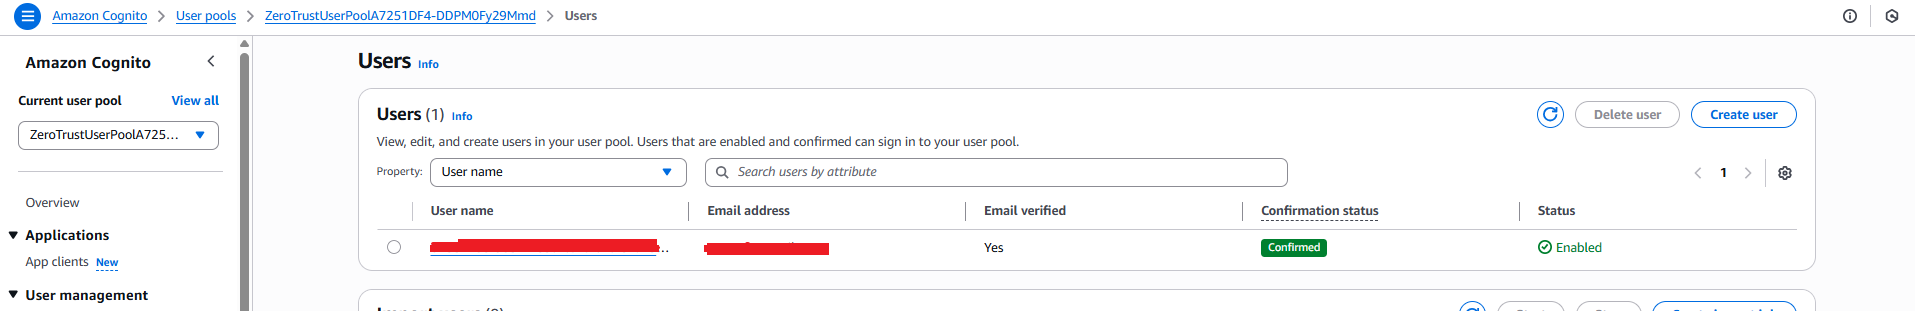 Amazon Cognito > User pools > ZeroTrustUserPoolA7251DF4-DDPM0Fy29Mmd > Users
Amazon Cognito
Current user pool View all
ZeroTrustUserPoolA725...
Overview
Applications
App clients New
User management
Users Info
Users (1) Info
Delete user Create user
View, edit, and create users in your user pool. Users that are enabled and confirmed can sign in to your user pool.
Property: User name Search users by attribute 1
User name Email address Email verified Confirmation status Status
Yes Confirmed Enabled